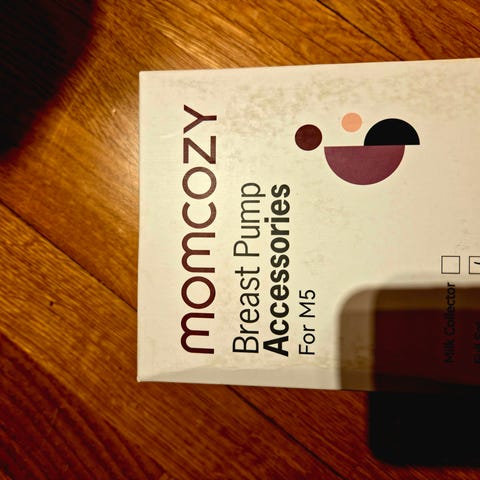 momcozy
Breast Pump
Accessories
For M5
Milk Collector